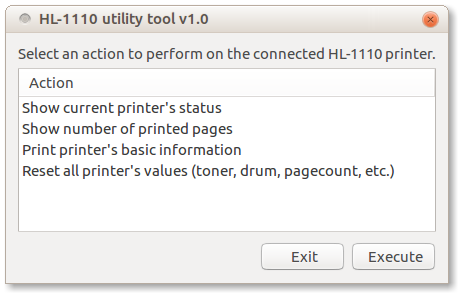 HL-1110 utility tool v1.0
Select an action to perform on the connected HL-1110 printer.
Action
Show current printer's status
Show number of printed pages
Print printer's basic information
Reset all printer's values (toner, drum, pagecount, etc.)
Exit
Execute